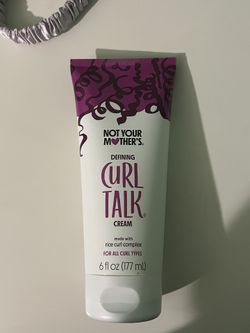 NOT YOUR
MOTHER'S®
DEFINING
CURL
TALK®
CREAM
made with
rice curl complex
FOR ALL CURL TYPES
6 fl oz (177 mL)